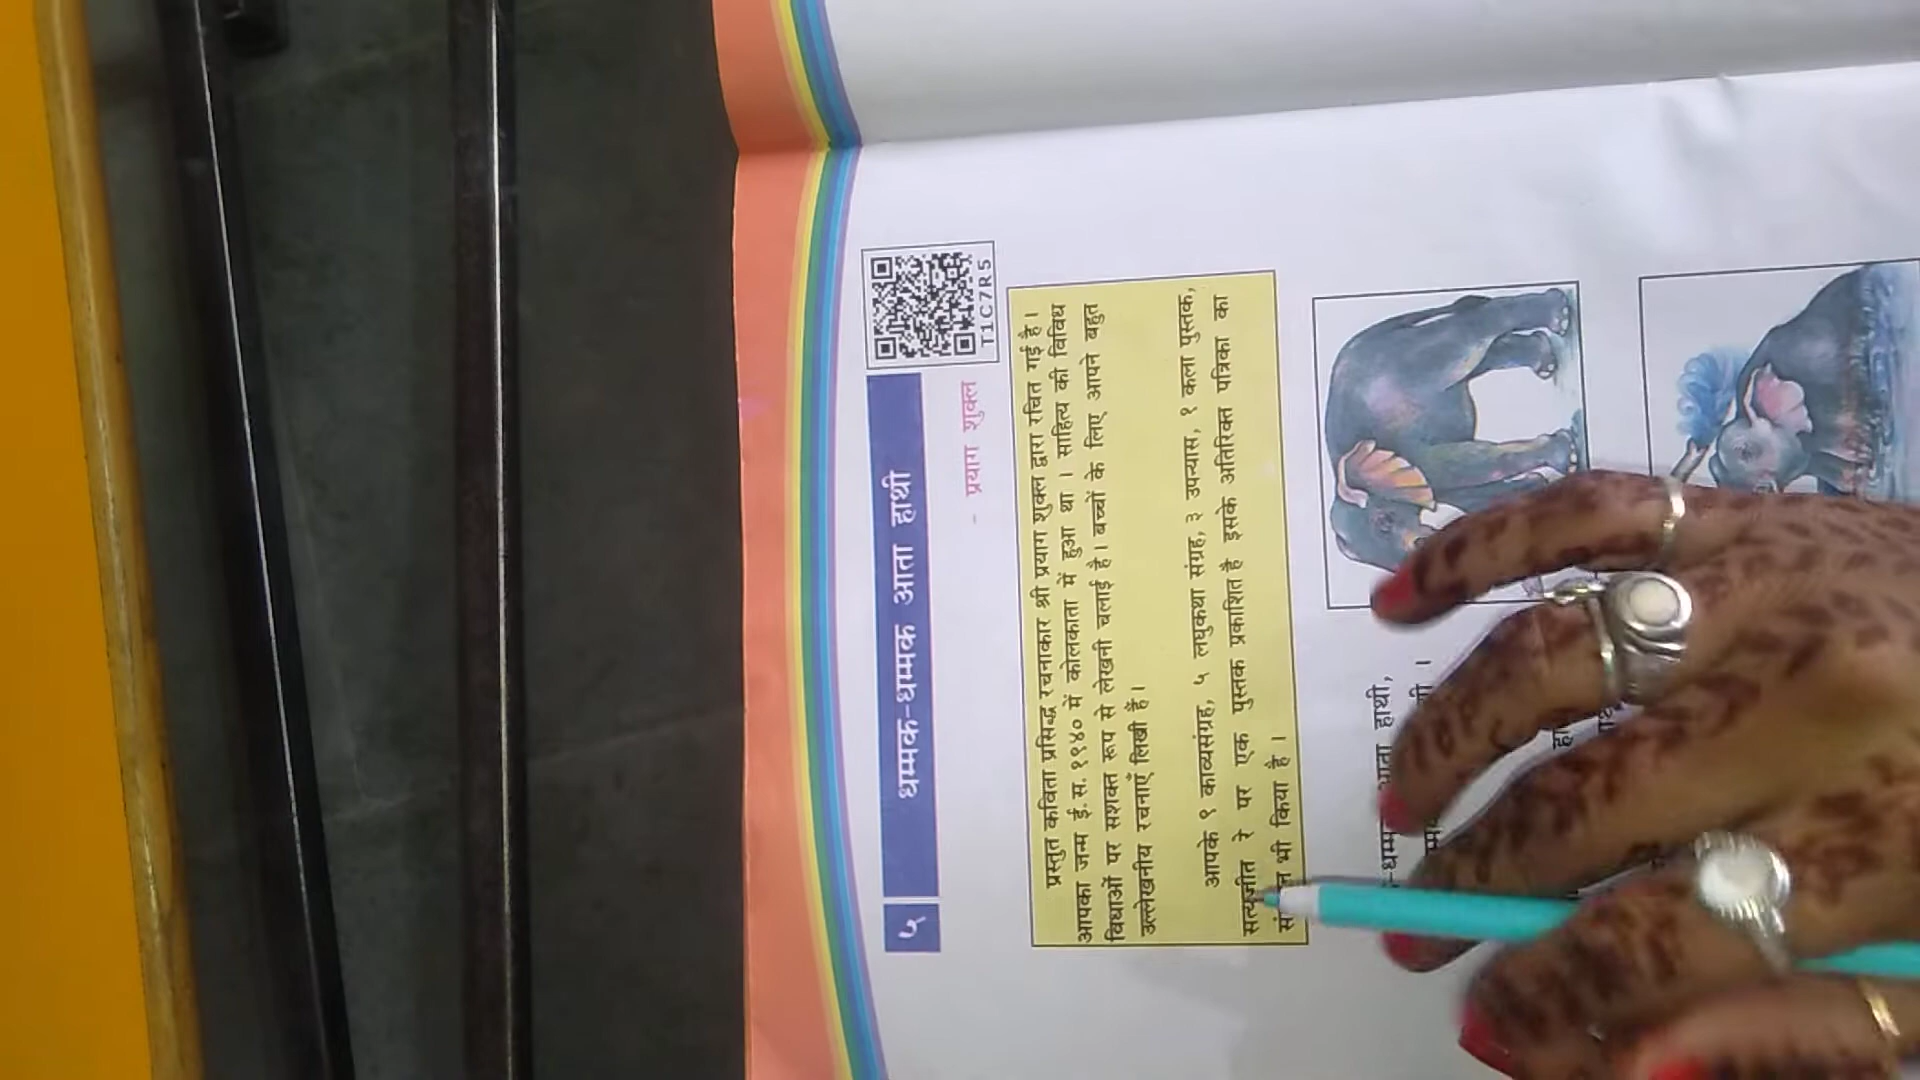 ५
धम्मक-धम्मक आता हाथी
T1C7R5
- प्रयाग शुक्ल
प्रस्तुत कविता प्रसिद्ध रचनाकार श्री प्रयाग शुक्ल द्वारा रचित गई है ।
आपका जन्म ई.स. १९४० में कोलकाता में हुआ था । साहित्य की विविध
विधाओं पर सशक्त रूप से लेखनी चलाई है । बच्चों के लिए आपने बहुत
उल्लेखनीय रचनाएँ लिखी हैं ।
आपके ९ काव्यसंग्रह, ५ लघुकथा संग्रह, ३ उपन्यास, १ कला पुस्तक,
सत्यजीत रे पर एक पुस्तक प्रकाशित है इसके अतिरिक्त पत्रिका का
भी किया है ।
आता हाथी,